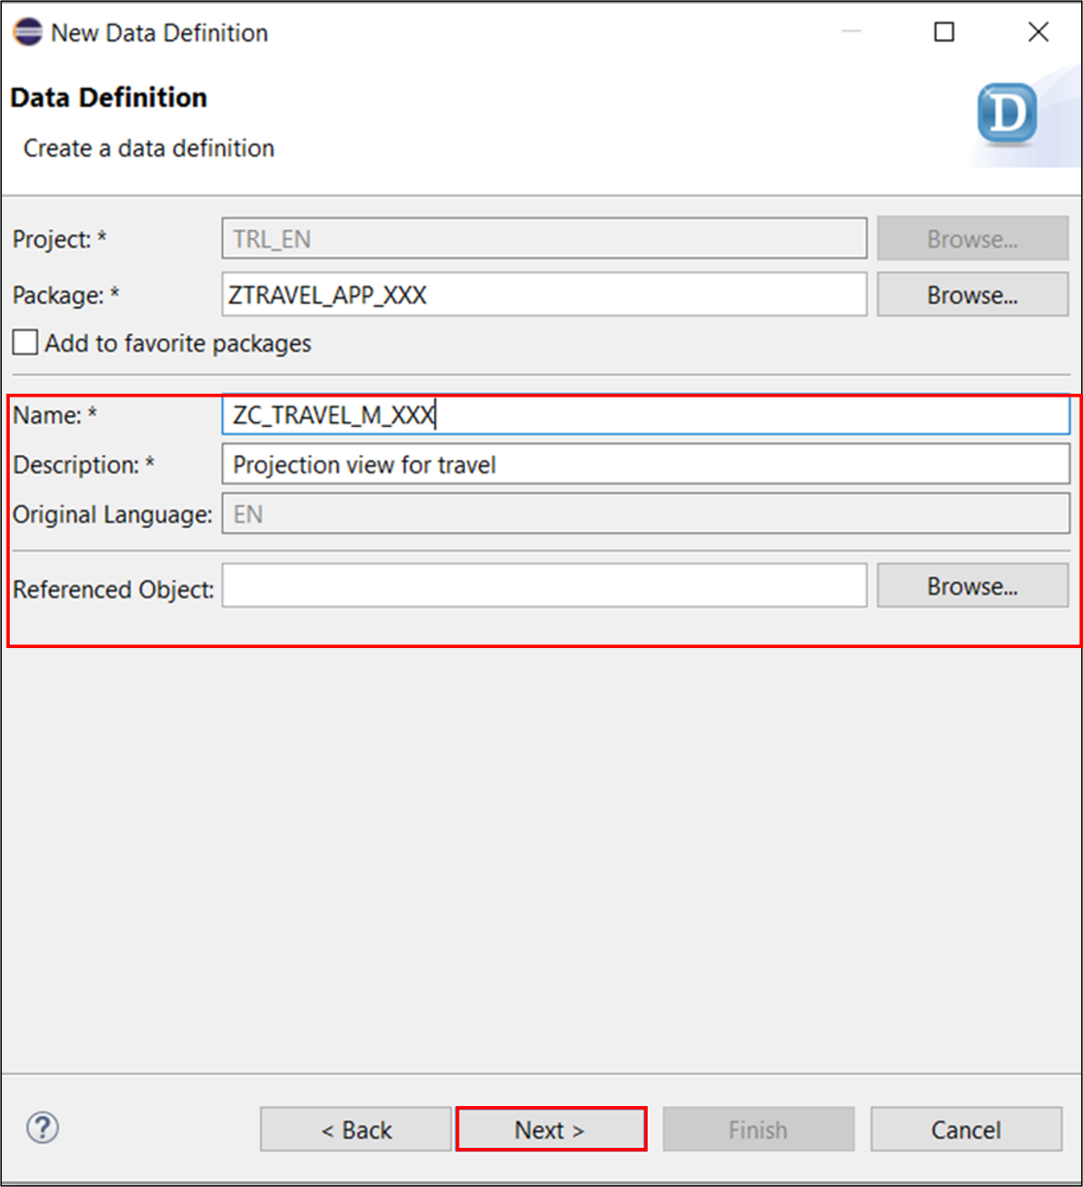 New Data Definition
Data Definition
Create a data definition
D
Project: * TRL_EN Browse...
Package: * ZTRAVEL_APP_XXX Browse...
Add to favorite packages
Name: * ZC_TRAVEL_M_XXX
Description: * Projection view for travel
Original Language: EN
Referenced Object: Browse...
? < Back Next > Finish Cancel